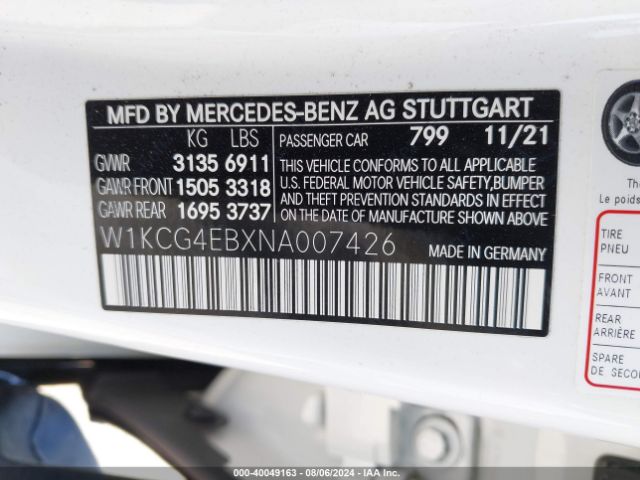 MFD BY MERCEDES-BENZ AG STUTTGART
KG LBS
GVWR 3135 6911
GAWR FRONT 1505 3318
GAWR REAR 1695 3737
PASSENGER CAR 799 11/21
THIS VEHICLE CONFORMS TO ALL APPLICABLE
U.S. FEDERAL MOTOR VEHICLE SAFETY,BUMPER
AND THEFT PREVENTION STANDARDS IN EFFECT
ON DATE OF MANUFACTURE SHOWN ABOVE.
W1KCG4EBXNA007426
MADE IN GERMANY
Le poids
TIRE
PNEU
FRONT
AVANT
REAR
ARRIÈRE
SPARE
000-40049163 - 08/06/2024 - IAA Inc.